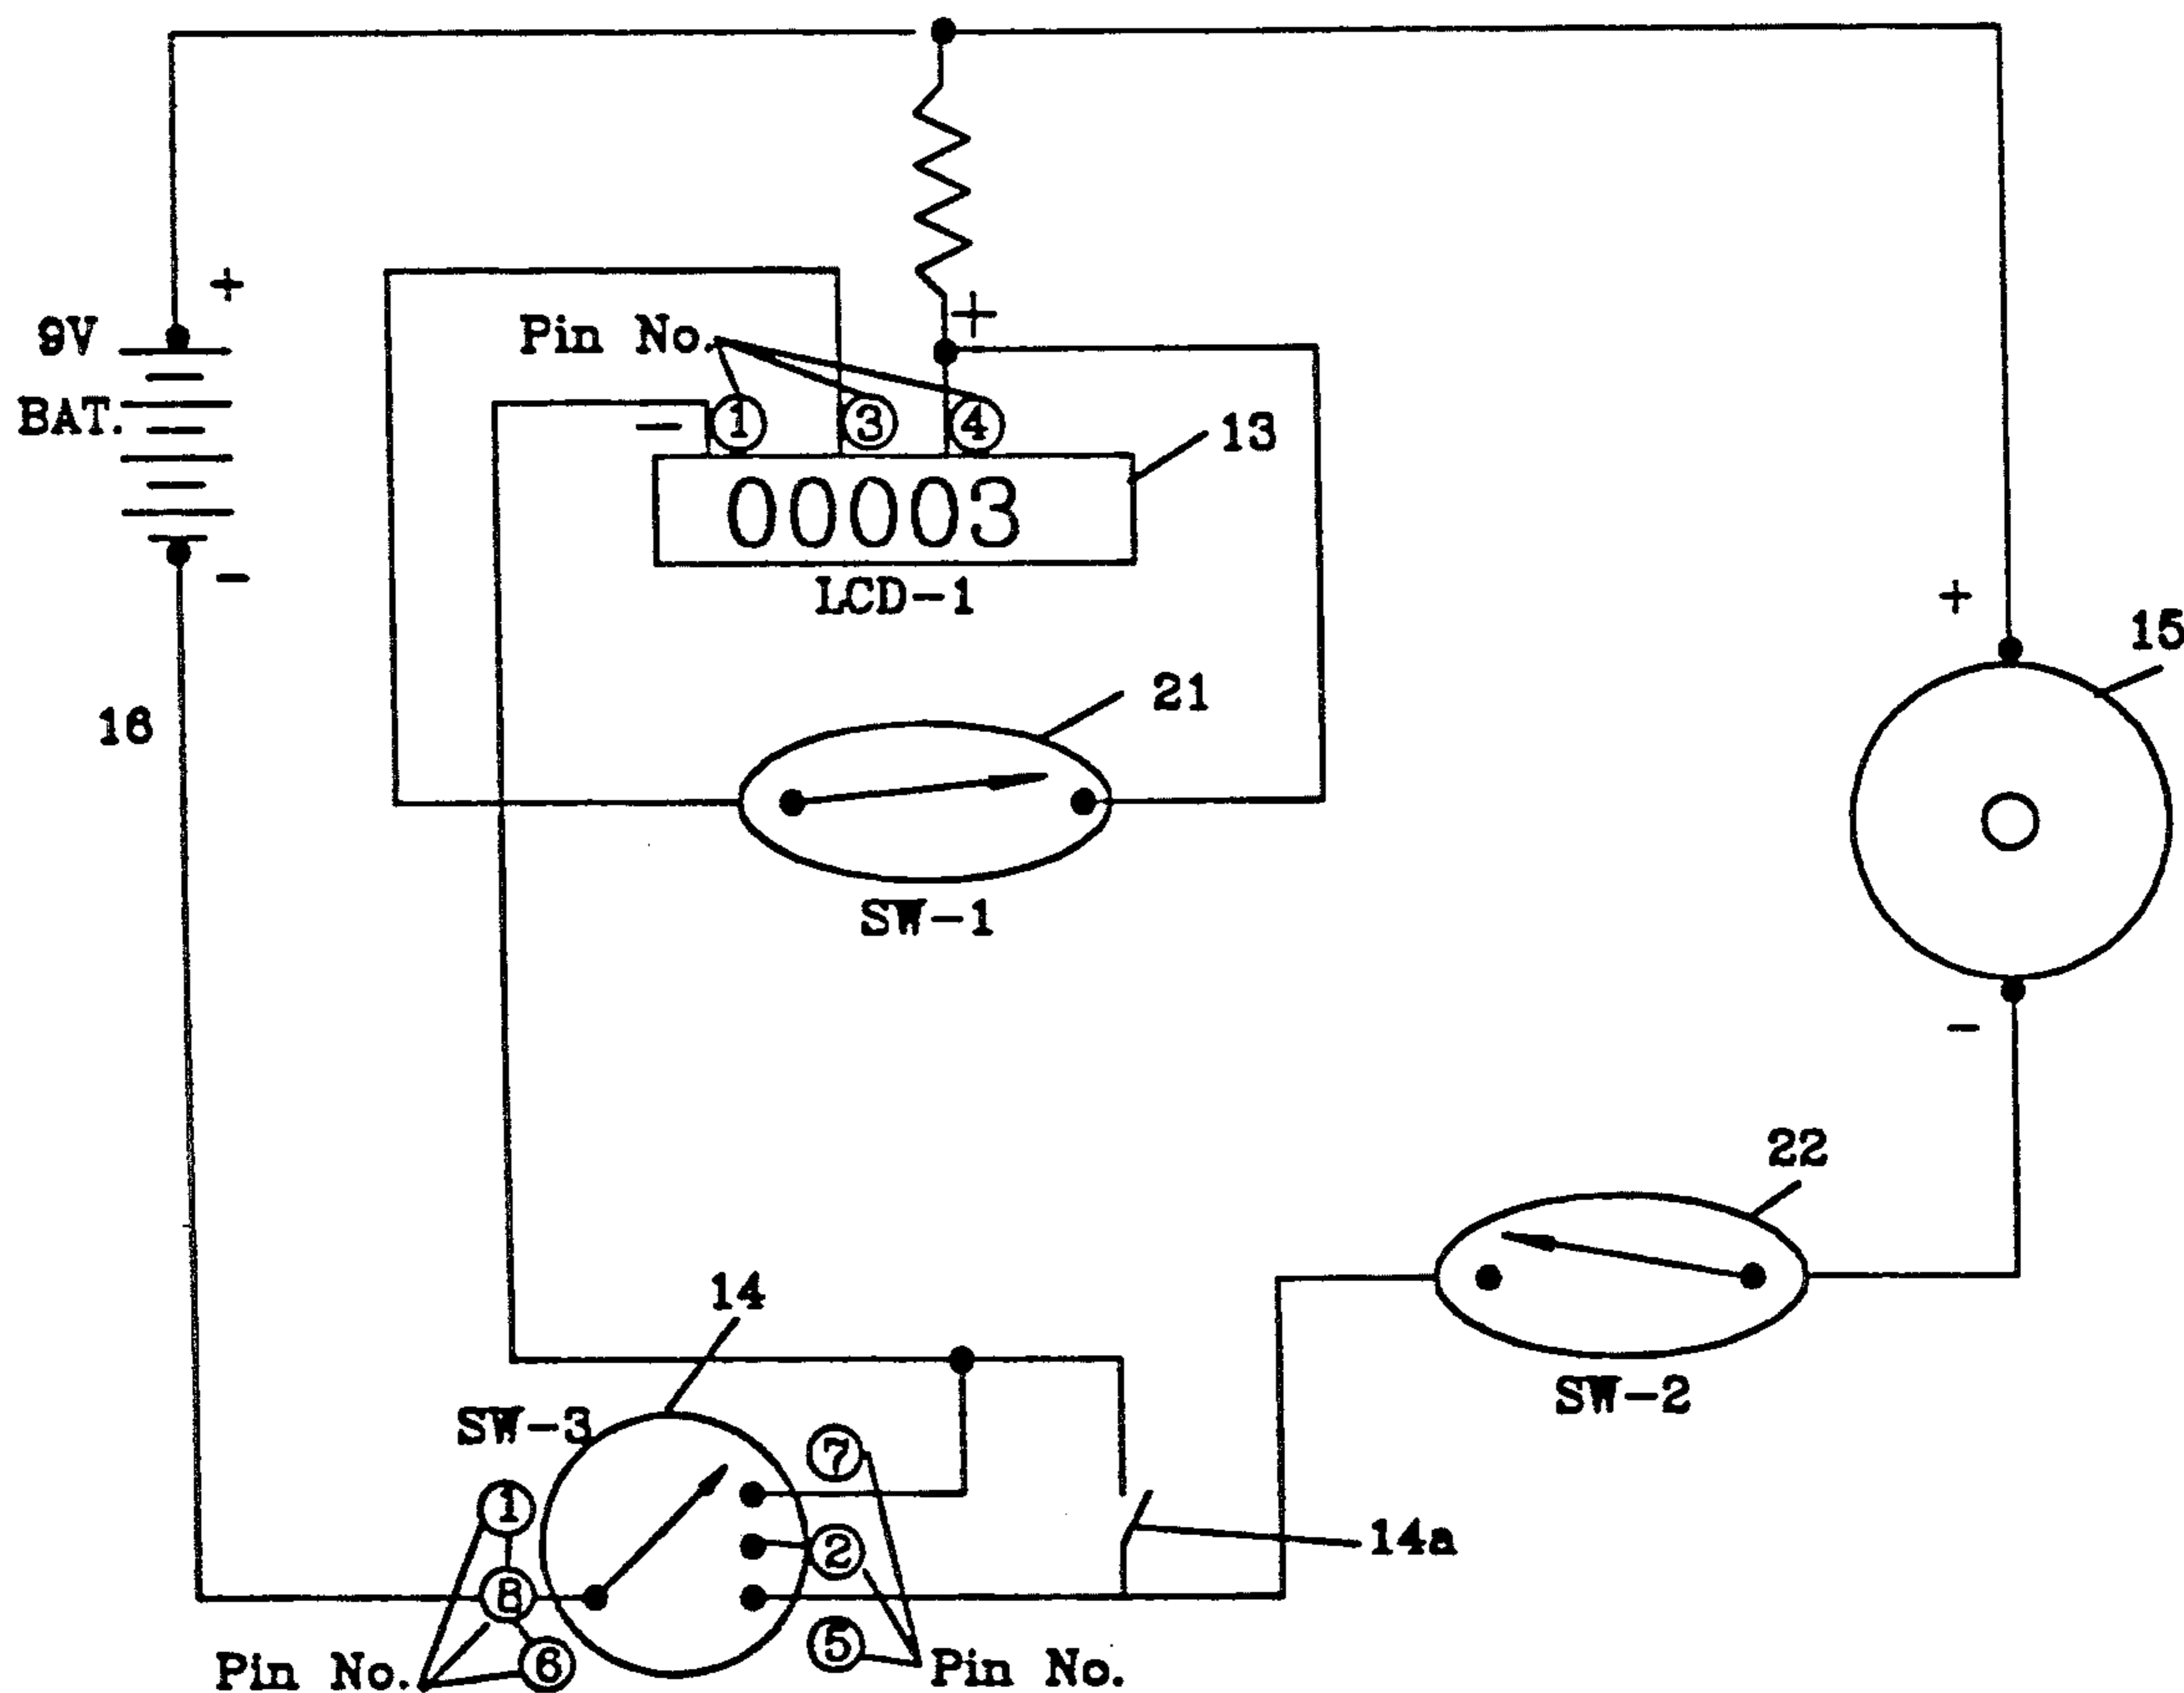 +
9V
BAT.
-
18
Pin No.
+
- 1 3 4
13
00003
LCD-1
21
SW-1
+
15
-
22
SW-2
14
SW-3
7
1
2
14a
8
5
6
Pin No.
Pin No.